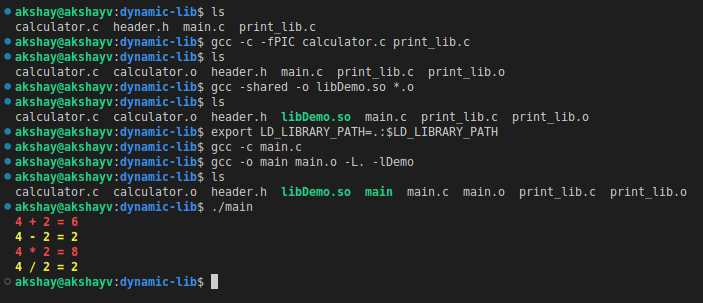 akshay@akshayv:dynamic-lib$ ls
calculator.c  header.h  main.c  print_lib.c
akshay@akshayv:dynamic-lib$ gcc -c -fPIC calculator.c print_lib.c
akshay@akshayv:dynamic-lib$ ls
calculator.c  calculator.o  header.h  main.c  print_lib.c  print_lib.o
akshay@akshayv:dynamic-lib$ gcc -shared -o libDemo.so *.o
akshay@akshayv:dynamic-lib$ ls
calculator.c  calculator.o  header.h  libDemo.so  main.c  print_lib.c  print_lib.o
akshay@akshayv:dynamic-lib$ export LD_LIBRARY_PATH=.:$LD_LIBRARY_PATH
akshay@akshayv:dynamic-lib$ gcc -c main.c
akshay@akshayv:dynamic-lib$ gcc -o main main.o -L. -lDemo
akshay@akshayv:dynamic-lib$ ls
calculator.c  calculator.o  header.h  libDemo.so  main  main.c  main.o  print_lib.c  print_lib.o
akshay@akshayv:dynamic-lib$ ./main
4 + 2 = 6
4 - 2 = 2
4 * 2 = 8
4 / 2 = 2
akshay@akshayv:dynamic-lib$